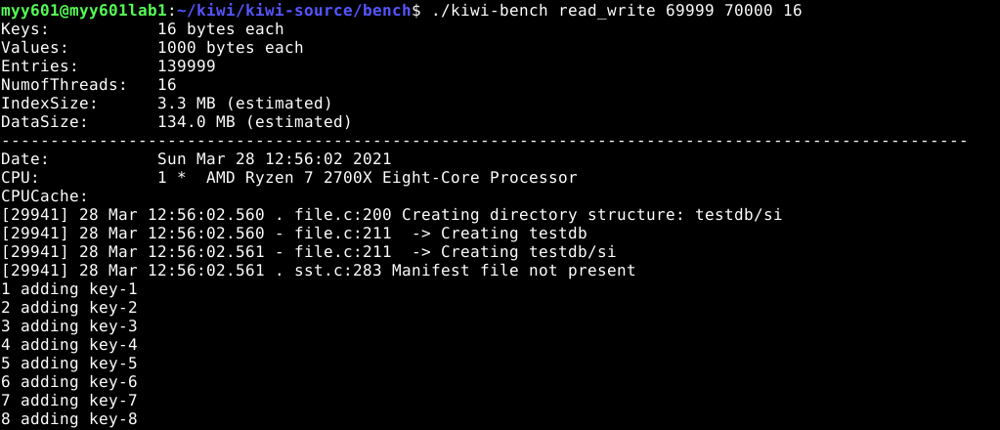 myy601@myy601lab1:~/kiwi/kiwi-source/bench$ ./kiwi-bench read_write 69999 70000 16
Keys:           16 bytes each
Values:         1000 bytes each
Entries:        139999
NumofThreads:   16
IndexSize:      3.3 MB (estimated)
DataSize:       134.0 MB (estimated)
---------------------------------------------------------------------------------------------------
Date:           Sun Mar 28 12:56:02 2021
CPU:            1 *  AMD Ryzen 7 2700X Eight-Core Processor
CPUCache:
[29941] 28 Mar 12:56:02.560 . file.c:200 Creating directory structure: testdb/si
[29941] 28 Mar 12:56:02.560 - file.c:211  -> Creating testdb
[29941] 28 Mar 12:56:02.561 - file.c:211  -> Creating testdb/si
[29941] 28 Mar 12:56:02.561 . sst.c:283 Manifest file not present
1 adding key-1
2 adding key-2
3 adding key-3
4 adding key-4
5 adding key-5
6 adding key-6
7 adding key-7
8 adding key-8